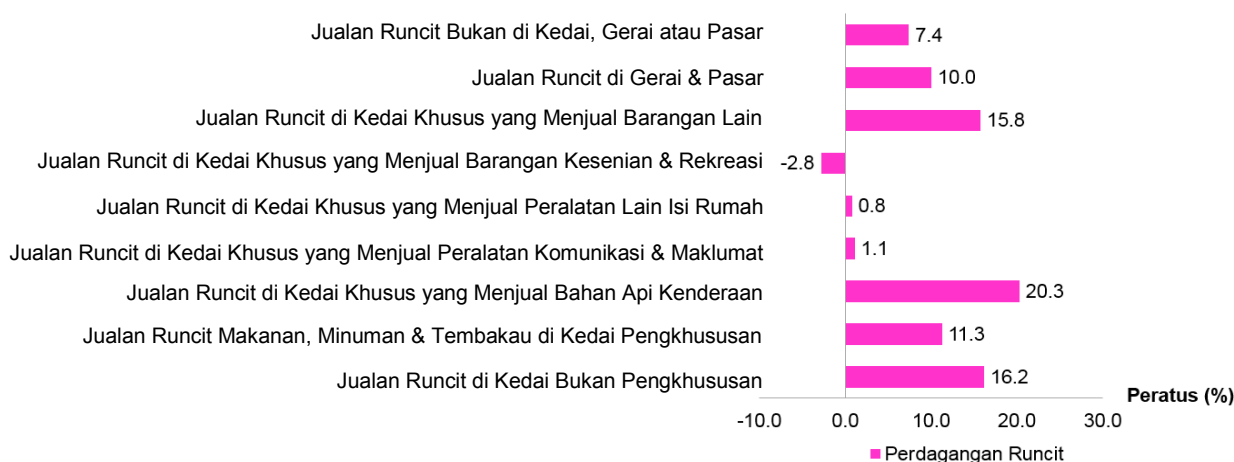 Jualan Runcit Bukan di Kedai, Gerai atau Pasar
7.4
Jualan Runcit di Gerai & Pasar
10.0
Jualan Runcit di Kedai Khusus yang Menjual Barangan Lain
15.8
Jualan Runcit di Kedai Khusus yang Menjual Barangan Kesenian & Rekreasi
-2.8
Jualan Runcit di Kedai Khusus yang Menjual Peralatan Lain Isi Rumah
0.8
Jualan Runcit di Kedai Khusus yang Menjual Peralatan Komunikasi & Maklumat
1.1
Jualan Runcit di Kedai Khusus yang Menjual Bahan Api Kenderaan
20.3
Jualan Runcit Makanan, Minuman & Tembakau di Kedai Pengkhususan
11.3
Jualan Runcit di Kedai Bukan Pengkhususan
16.2
Peratus (%)
-10.0 0.0 10.0 20.0 30.0
Perdagangan Runcit